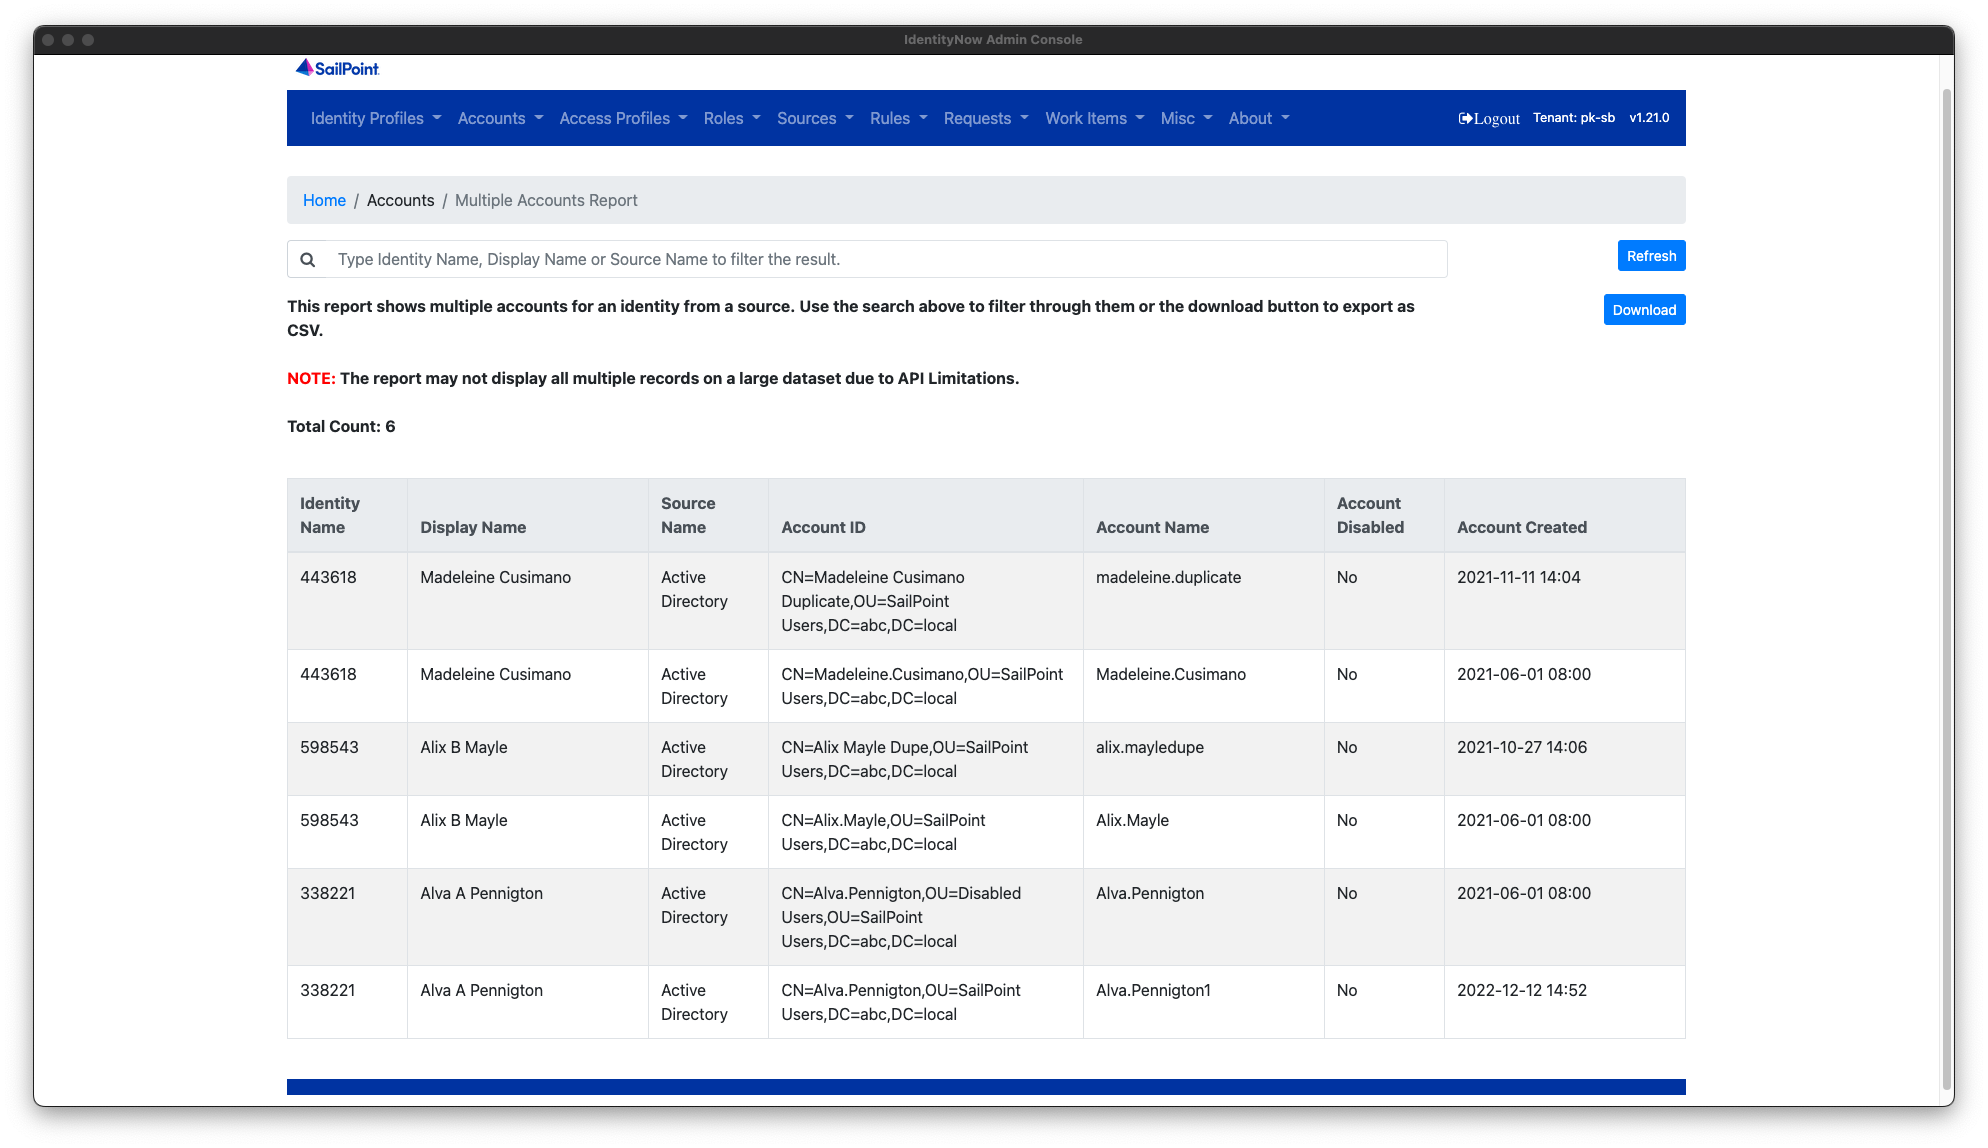 IdentityNow Admin Console
SailPoint
Identity Profiles Accounts Access Profiles Roles Sources Rules Requests Work Items Misc About Logout Tenant: pk-sb v1.21.0
Home / Accounts / Multiple Accounts Report
Type Identity Name, Display Name or Source Name to filter the result.
Refresh
This report shows multiple accounts for an identity from a source. Use the search above to filter through them or the download button to export as
CSV.
Download
NOTE: The report may not display all multiple records on a large dataset due to API Limitations.
Total Count: 6
Identity
Name
Display Name
Source
Name
Account ID
Account Name
Account
Disabled
Account Created
443618
Madeleine Cusimano
Active
Directory
CN=Madeleine Cusimano
Duplicate,OU=SailPoint
Users,DC=abc,DC=local
madeleine.duplicate
No
2021-11-11 14:04
443618
Madeleine Cusimano
Active
Directory
CN=Madeleine.Cusimano,OU=SailPoint
Users,DC=abc,DC=local
Madeleine.Cusimano
No
2021-06-01 08:00
598543
Alix B Mayle
Active
Directory
CN=Alix Mayle Dupe,OU=SailPoint
Users,DC=abc,DC=local
alix.mayledupe
No
2021-10-27 14:06
598543
Alix B Mayle
Active
Directory
CN=Alix.Mayle,OU=SailPoint
Users,DC=abc,DC=local
Alix.Mayle
No
2021-06-01 08:00
338221
Alva A Pennigton
Active
Directory
CN=Alva.Pennigton,OU=Disabled
Users,OU=SailPoint
Users,DC=abc,DC=local
Alva.Pennigton
No
2021-06-01 08:00
338221
Alva A Pennigton
Active
Directory
CN=Alva.Pennigton,OU=SailPoint
Users,DC=abc,DC=local
Alva.Pennigton1
No
2022-12-12 14:52